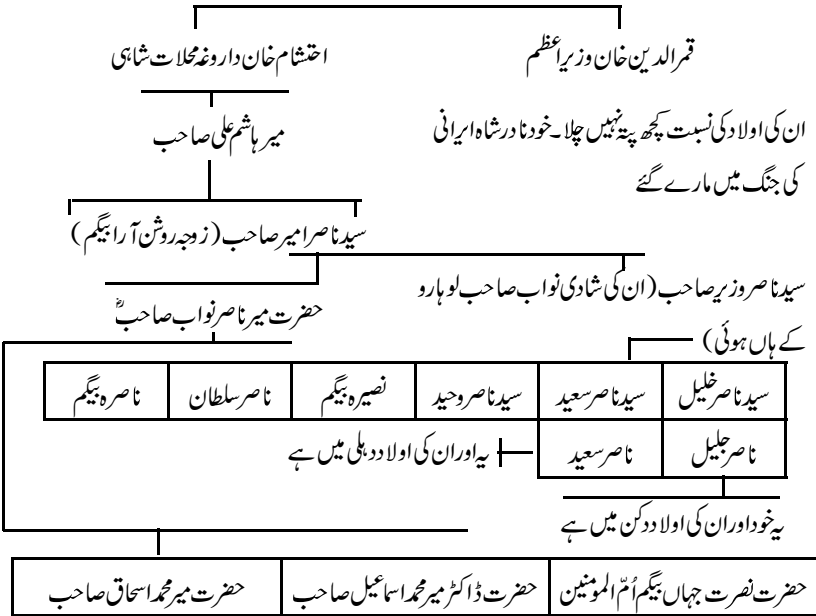 قمرالدین خان وزیراعظم
احتشام خان داروغہ محلات شاہی
ان کی اولاد کی نسبت کچھ پتہ نہیں چلا۔ خود نادر شاہ ایرانی
کی جنگ میں مارے گئے
میر ہاشم علی صاحب
سید ناصر امیر صاحب (زوجہ روشن آرا بیگم)
سید ناصر وزیر صاحب (ان کی شادی نواب صاحب لوہارو
کے ہاں ہوئی)
حضرت میر ناصر نواب صاحبؓ
سید ناصر خلیل
سید ناصر سعید
سید ناصر وحید
نصیرہ بیگم
ناصر سلطان
ناصرہ بیگم
ناصر جلیل
ناصر سعید
یہ اور ان کی اولاد دہلی میں ہے
یہ خود اور ان کی اولاد دکن میں ہے
حضرت نصرت جہاں بیگم اُمّ المومنین
حضرت ڈاکٹر میر محمد اسماعیل صاحب
حضرت میر محمد اسحاق صاحب